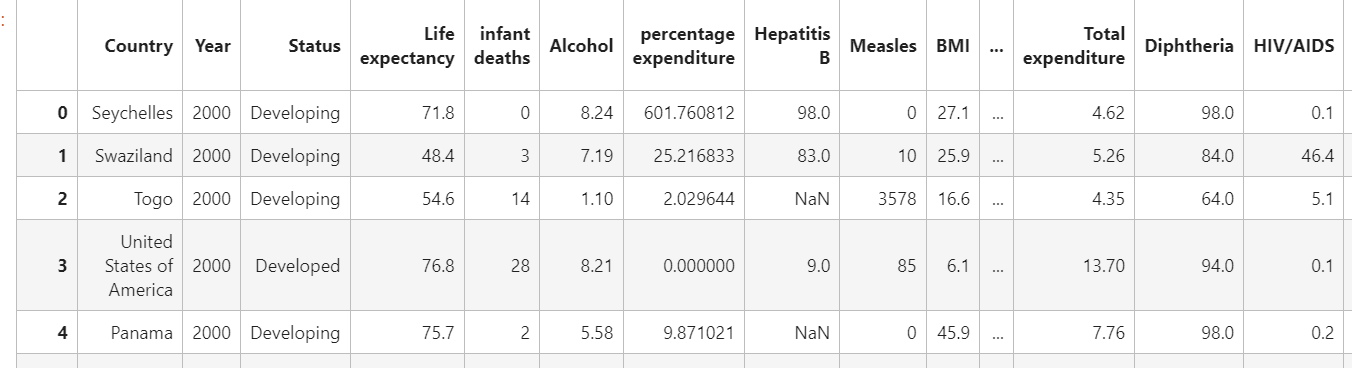 :
Country Year Status Life expectancy infant deaths Alcohol percentage expenditure Hepatitis B Measles BMI ... Total expenditure Diphtheria HIV/AIDS
0 Seychelles 2000 Developing 71.8 0 8.24 601.760812 98.0 0 27.1 ... 4.62 98.0 0.1
1 Swaziland 2000 Developing 48.4 3 7.19 25.216833 83.0 10 25.9 ... 5.26 84.0 46.4
2 Togo 2000 Developing 54.6 14 1.10 2.029644 NaN 3578 16.6 ... 4.35 64.0 5.1
3 United States of America 2000 Developed 76.8 28 8.21 0.000000 9.0 85 6.1 ... 13.70 94.0 0.1
4 Panama 2000 Developing 75.7 2 5.58 9.871021 NaN 0 45.9 ... 7.76 98.0 0.2